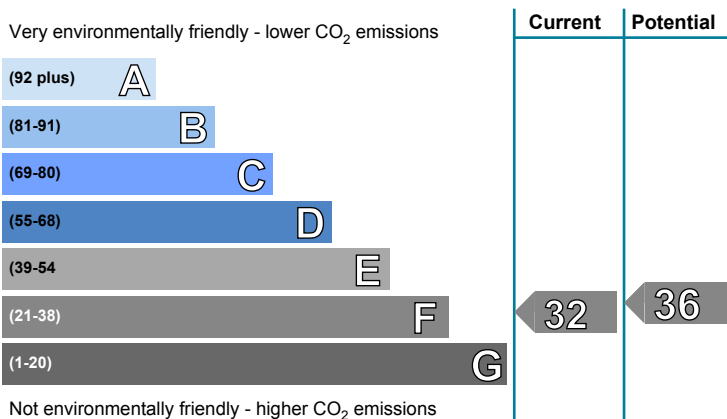 Current Potential
Very environmentally friendly - lower CO₂ emissions
(92 plus) A
(81-91) B
(69-80) C
(55-68) D
(39-54 E
(21-38) F 32 36
(1-20) G
Not environmentally friendly - higher CO₂ emissions